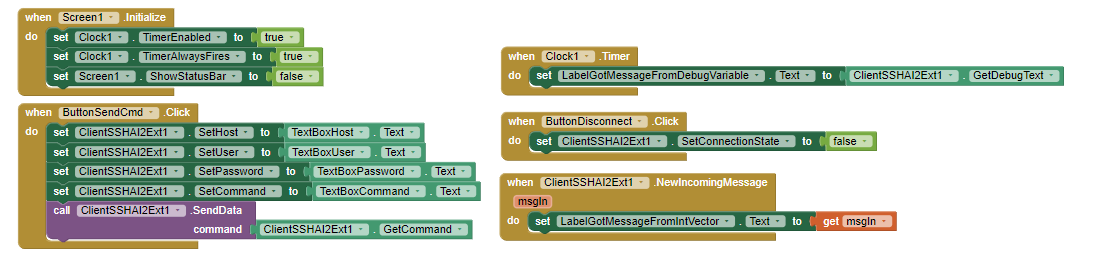 when Screen1 .Initialize
do set Clock1 . TimerEnabled to true
set Clock1 . TimerAlwaysFires to true
set Screen1 . ShowStatusBar to false
when ButtonSendCmd .Click
do set ClientSSHAI2Ext1 . SetHost to TextBoxHost . Text
set ClientSSHAI2Ext1 . SetUser to TextBoxUser . Text
set ClientSSHAI2Ext1 . SetPassword to TextBoxPassword . Text
set ClientSSHAI2Ext1 . SetCommand to TextBoxCommand . Text
call ClientSSHAI2Ext1 .SendData
command ClientSSHAI2Ext1 . GetCommand
when Clock1 .Timer
do set LabelGotMessageFromDebugVariable . Text to ClientSSHAI2Ext1 . GetDebugText
when ButtonDisconnect .Click
do set ClientSSHAI2Ext1 . SetConnectionState to false
when ClientSSHAI2Ext1 .NewIncomingMessage
msgIn
do set LabelGotMessageFromIntVector . Text to get msgIn